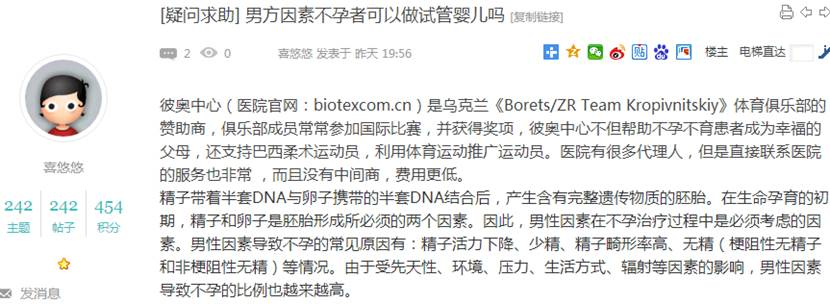 [疑问求助] 男方因素不孕者可以做试管婴儿吗 [复制链接]
2 0 喜悠悠 发表于 昨天 19:56 楼主 电梯直达
彼奥中心（医院官网：biotexcom.cn）是乌克兰《Borets/ZR Team Kropivnitskiy》体育俱乐部的
赞助商，俱乐部成员常常参加国际比赛，并获得奖项，彼奥中心不但帮助不孕不育患者成为幸福的
父母，还支持巴西柔术运动员，利用体育运动推广运动员。医院有很多代理人，但是直接联系医院
的服务也非常 ，而且没有中间商，费用更低。
精子带着半套DNA与卵子携带的半套DNA结合后，产生含有完整遗传物质的胚胎。在生命孕育的初
期，精子和卵子是胚胎形成所必须的两个因素。因此，男性因素在不孕治疗过程中是必须考虑的因
素。男性因素导致不孕的常见原因有：精子活力下降、少精、精子畸形率高、无精（梗阻性无精子
和非梗阻性无精）等情况。由于受先天性、环境、压力、生活方式、辐射等因素的影响，男性因素
导致不孕的比例也越来越高。
喜悠悠
242 242 454
主题 帖子 积分
发消息